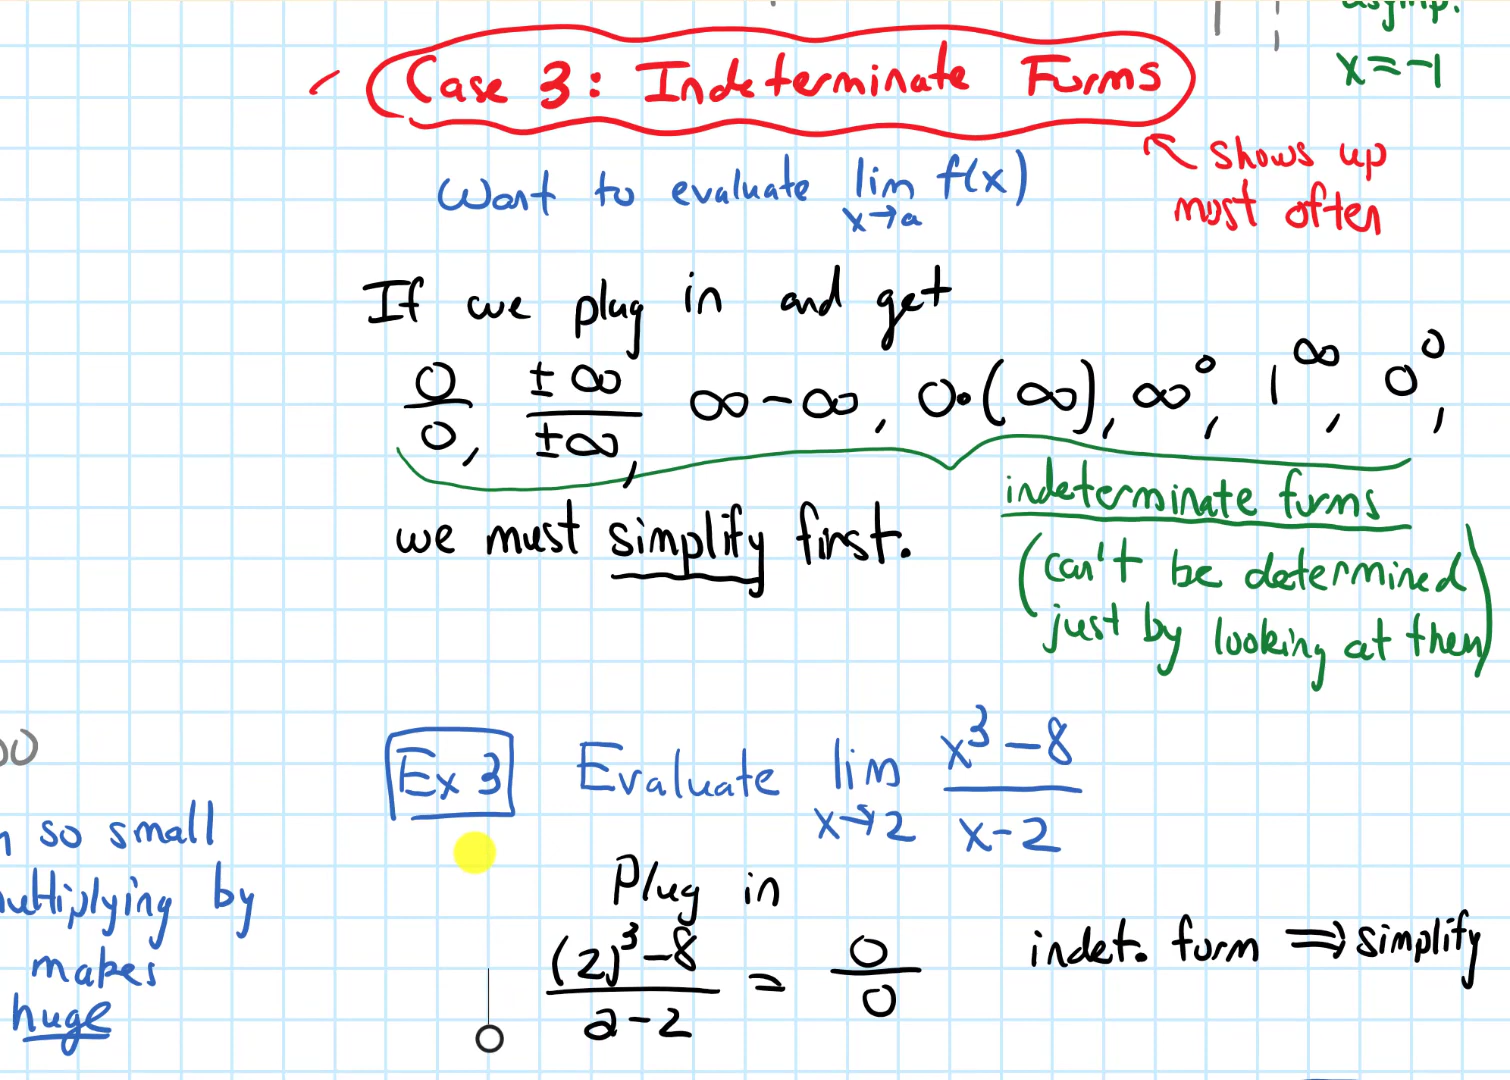 asymp.
x = -1
Case 3: Indeterminate Forms
shows up
most often
Want to evaluate lim f(x)
x→a
If we plug in and get
0/0, ±∞/±∞, ∞-∞, 0·(∞), ∞⁰, 1^∞, 0⁰,
indeterminate forms
we must simplify first.
(can't be determined
just by looking at them)
Ex 3 Evaluate lim x³-8
x→2 x-2
so small
multiplying by
makes
huge
Plug in
(2)³-8 / 2-2 = 0/0 indet. form ⇒ simplify